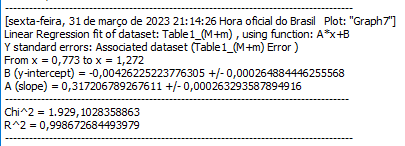 [sexta-feira, 31 de março de 2023 21:14:26 Hora oficial do Brasil  Plot: "Graph7"]
Linear Regression fit of dataset: Table1_(M+m) , using function: A*x+B
Y standard errors: Associated dataset (Table1_(M+m) Error )
From x = 0,773 to x = 1,272
B (y-intercept) = -0,00426225223776305 +/- 0,000264884446255568
A (slope) = 0,317206789267611 +/- 0,000263293587894916
--------------------------------------------------------------------------------------
Chi^2 = 1.929,1028358863
R^2 = 0,998672684493979
--------------------------------------------------------------------------------------